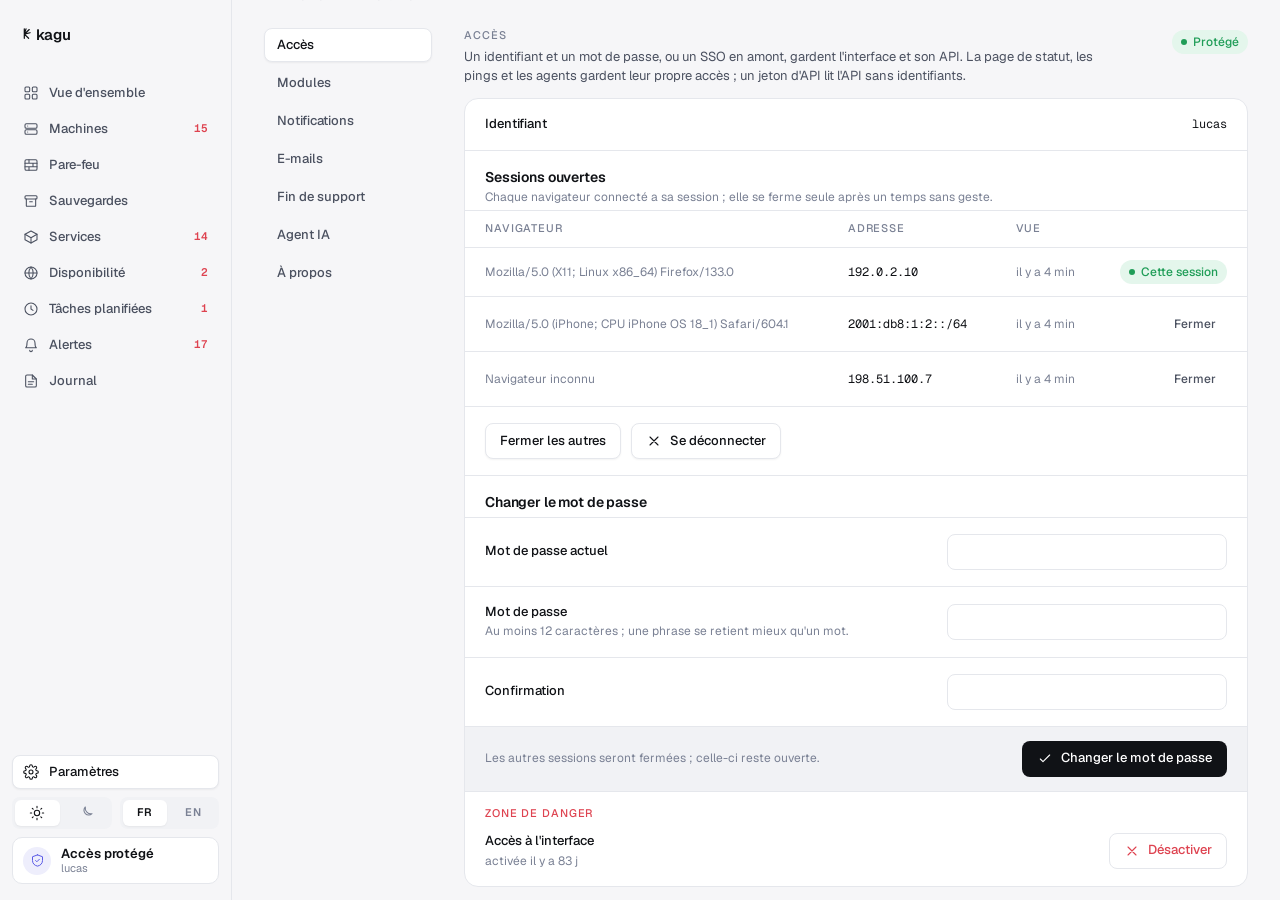 kagu
Vue d'ensemble
Machines 15
Pare-feu
Sauvegardes
Services 14
Disponibilité 2
Tâches planifiées 1
Alertes 17
Journal
Paramètres
FR EN
Accès protégé
lucas
Accès
Modules
Notifications
E-mails
Fin de support
Agent IA
À propos
ACCÈS
Un identifiant et un mot de passe, ou un SSO en amont, gardent l'interface et son API. La page de statut, les
pings et les agents gardent leur propre accès ; un jeton d'API lit l'API sans identifiants.
Protégé
Identifiant lucas
Sessions ouvertes
Chaque navigateur connecté a sa session ; elle se ferme seule après un temps sans geste.
NAVIGATEUR ADRESSE VUE
Mozilla/5.0 (X11; Linux x86_64) Firefox/133.0 192.0.2.10 il y a 4 min Cette session
Mozilla/5.0 (iPhone; CPU iPhone OS 18_1) Safari/604.1 2001:db8:1:2::/64 il y a 4 min Fermer
Navigateur inconnu 198.51.100.7 il y a 4 min Fermer
Fermer les autres Se déconnecter
Changer le mot de passe
Mot de passe actuel
Mot de passe
Au moins 12 caractères ; une phrase se retient mieux qu'un mot.
Confirmation
Les autres sessions seront fermées ; celle-ci reste ouverte. Changer le mot de passe
ZONE DE DANGER
Accès à l'interface
activée il y a 83 j
Désactiver